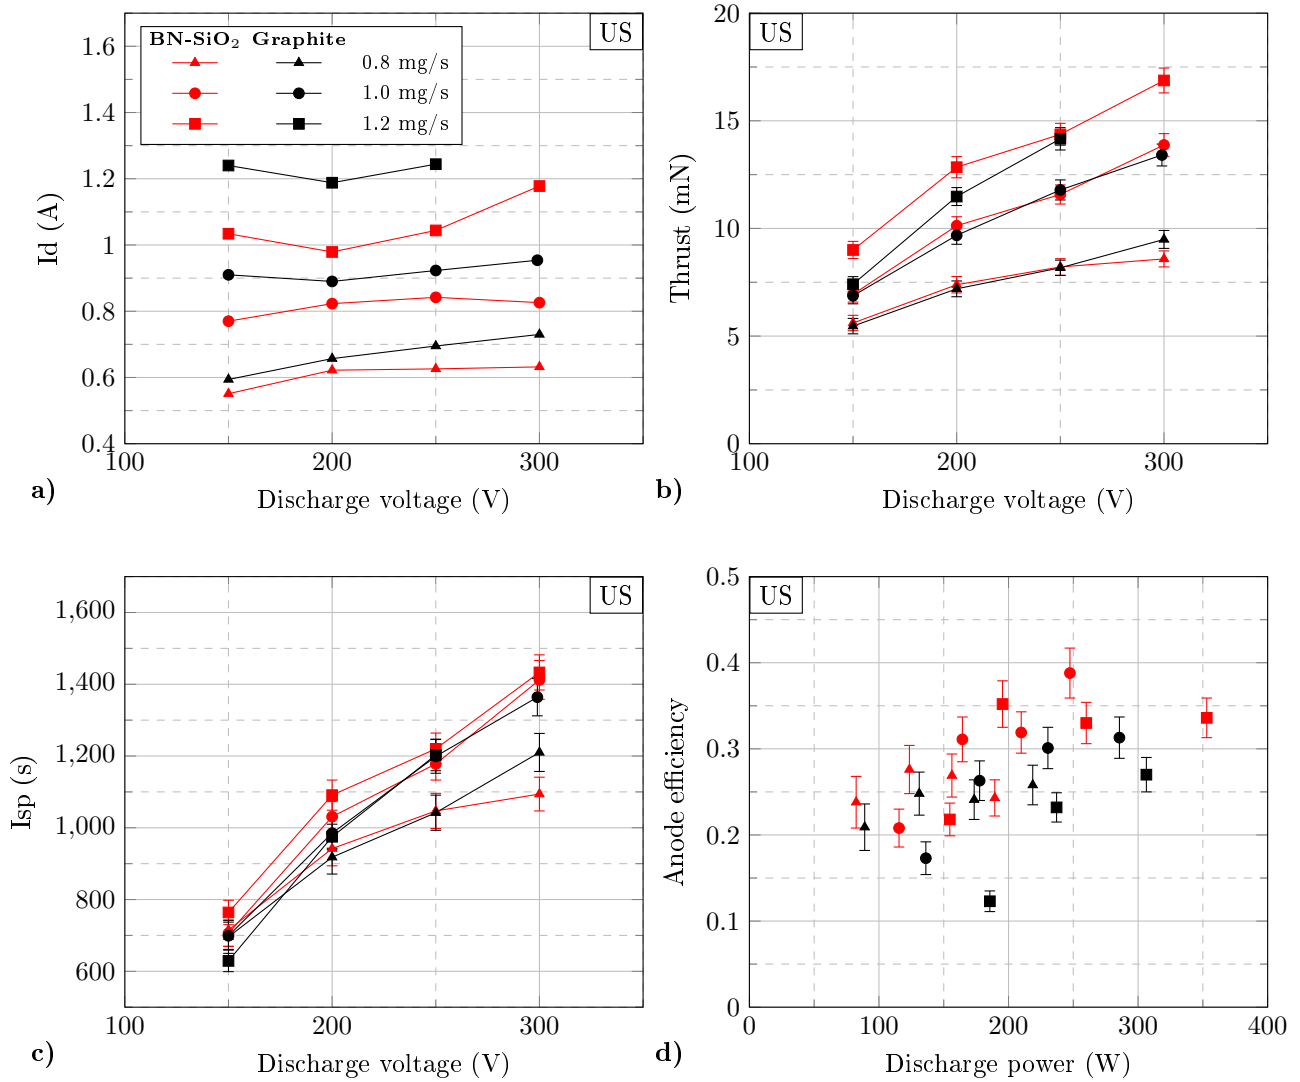 US
BN-SiO₂ Graphite
0.8 mg/s
1.0 mg/s
1.2 mg/s
1.6
1.4
1.2
1
0.8
0.6
0.4
100 200 300
Id (A)
Discharge voltage (V)
a)
US
20
15
10
5
0
100 200 300
Thrust (mN)
Discharge voltage (V)
b)
US
1,600
1,400
1,200
1,000
800
600
100 200 300
Isp (s)
Discharge voltage (V)
c)
US
0.5
0.4
0.3
0.2
0.1
0
0 100 200 300 400
Anode efficiency
Discharge power (W)
d)